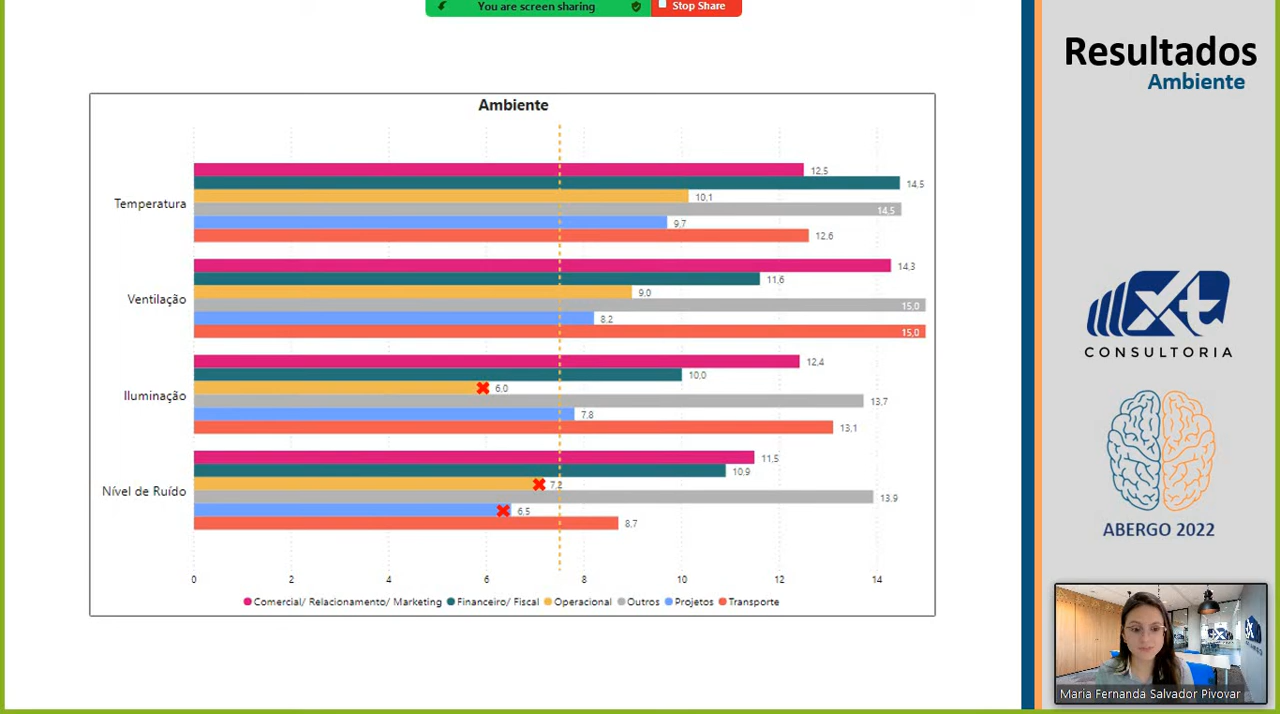 You are screen sharing
Stop Share
Resultados
Ambiente
Ambiente
Temperatura
12,5
14,5
10,1
14,5
9,7
12,6
Ventilação
14,3
11,6
9,0
15,0
8,2
15,0
Iluminação
12,4
10,0
6,0
13,7
7,8
13,1
Nível de Ruído
11,5
10,9
7,2
13,9
6,5
8,7
0 2 4 6 8 10 12 14
Comercial/ Relacionamento/ Marketing Financeiro/ Fiscal Operacional Outros Projetos Transporte
xt
CONSULTORIA
ABERGO 2022
Maria Fernanda Salvador Pivovar